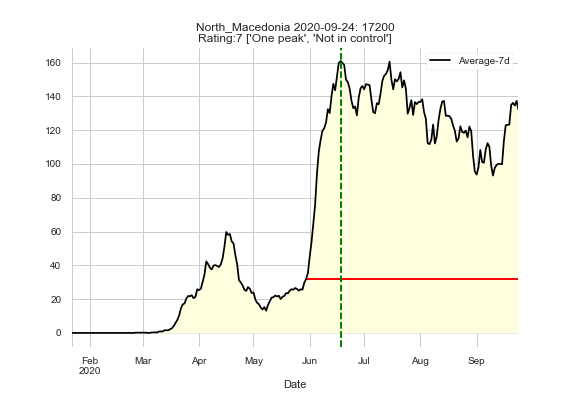 North_Macedonia 2020-09-24: 17200
Rating:7 ['One peak', 'Not in control']
Average-7d
160
140
120
100
80
60
40
20
0
Feb Mar Apr May Jun Jul Aug Sep
2020
Date